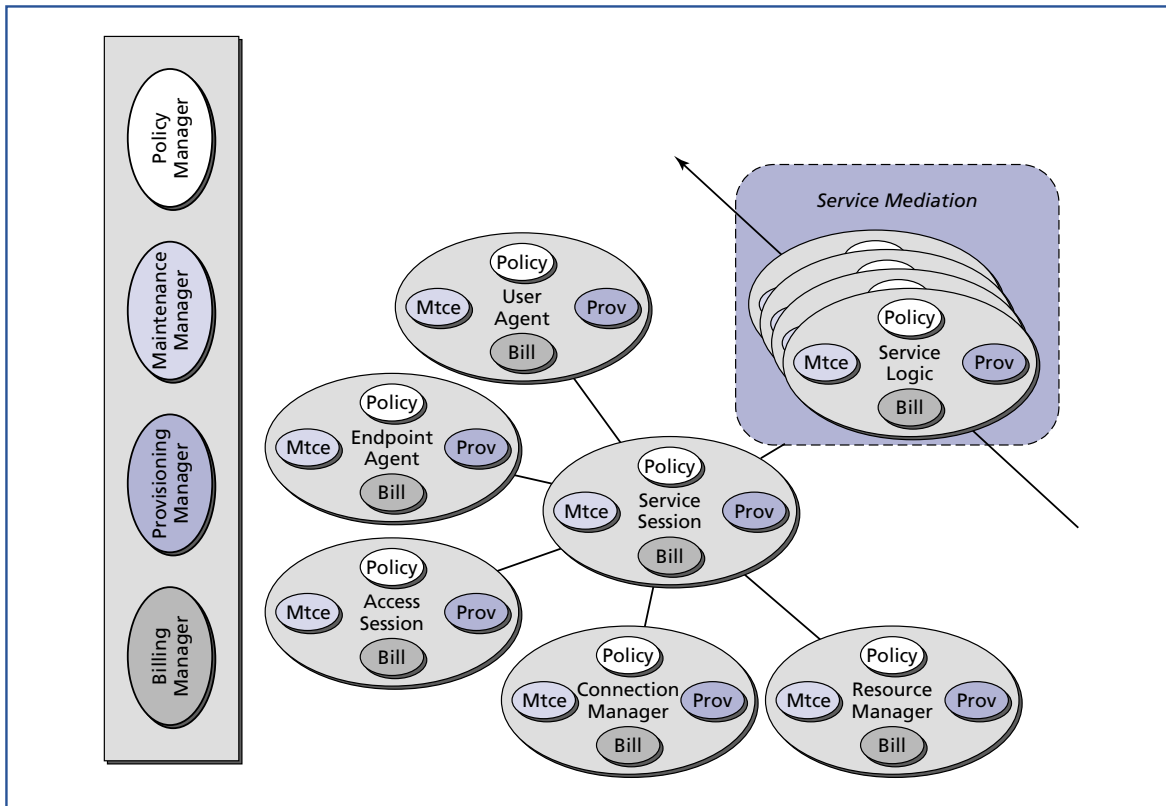 Policy
Manager
Maintenance
Manager
Provisioning
Manager
Billing
Manager
Service Mediation
Policy
Mtce
Service
Logic
Prov
Bill
Policy
Mtce
User
Agent
Prov
Bill
Policy
Mtce
Endpoint
Agent
Prov
Bill
Policy
Mtce
Service
Session
Prov
Bill
Policy
Mtce
Access
Session
Prov
Bill
Policy
Mtce
Connection
Manager
Prov
Bill
Policy
Mtce
Resource
Manager
Prov
Bill